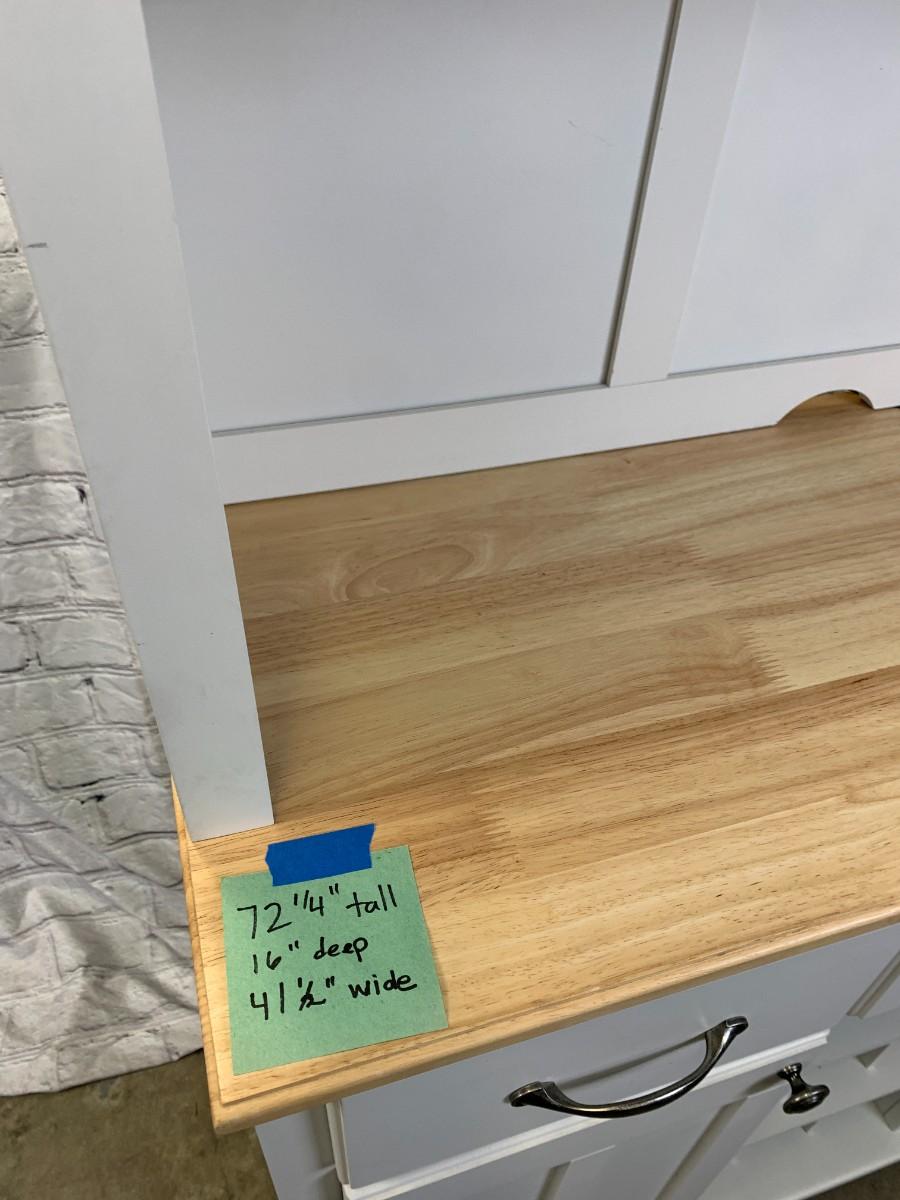 72 1/4" tall
16" deep
41 1/2" wide